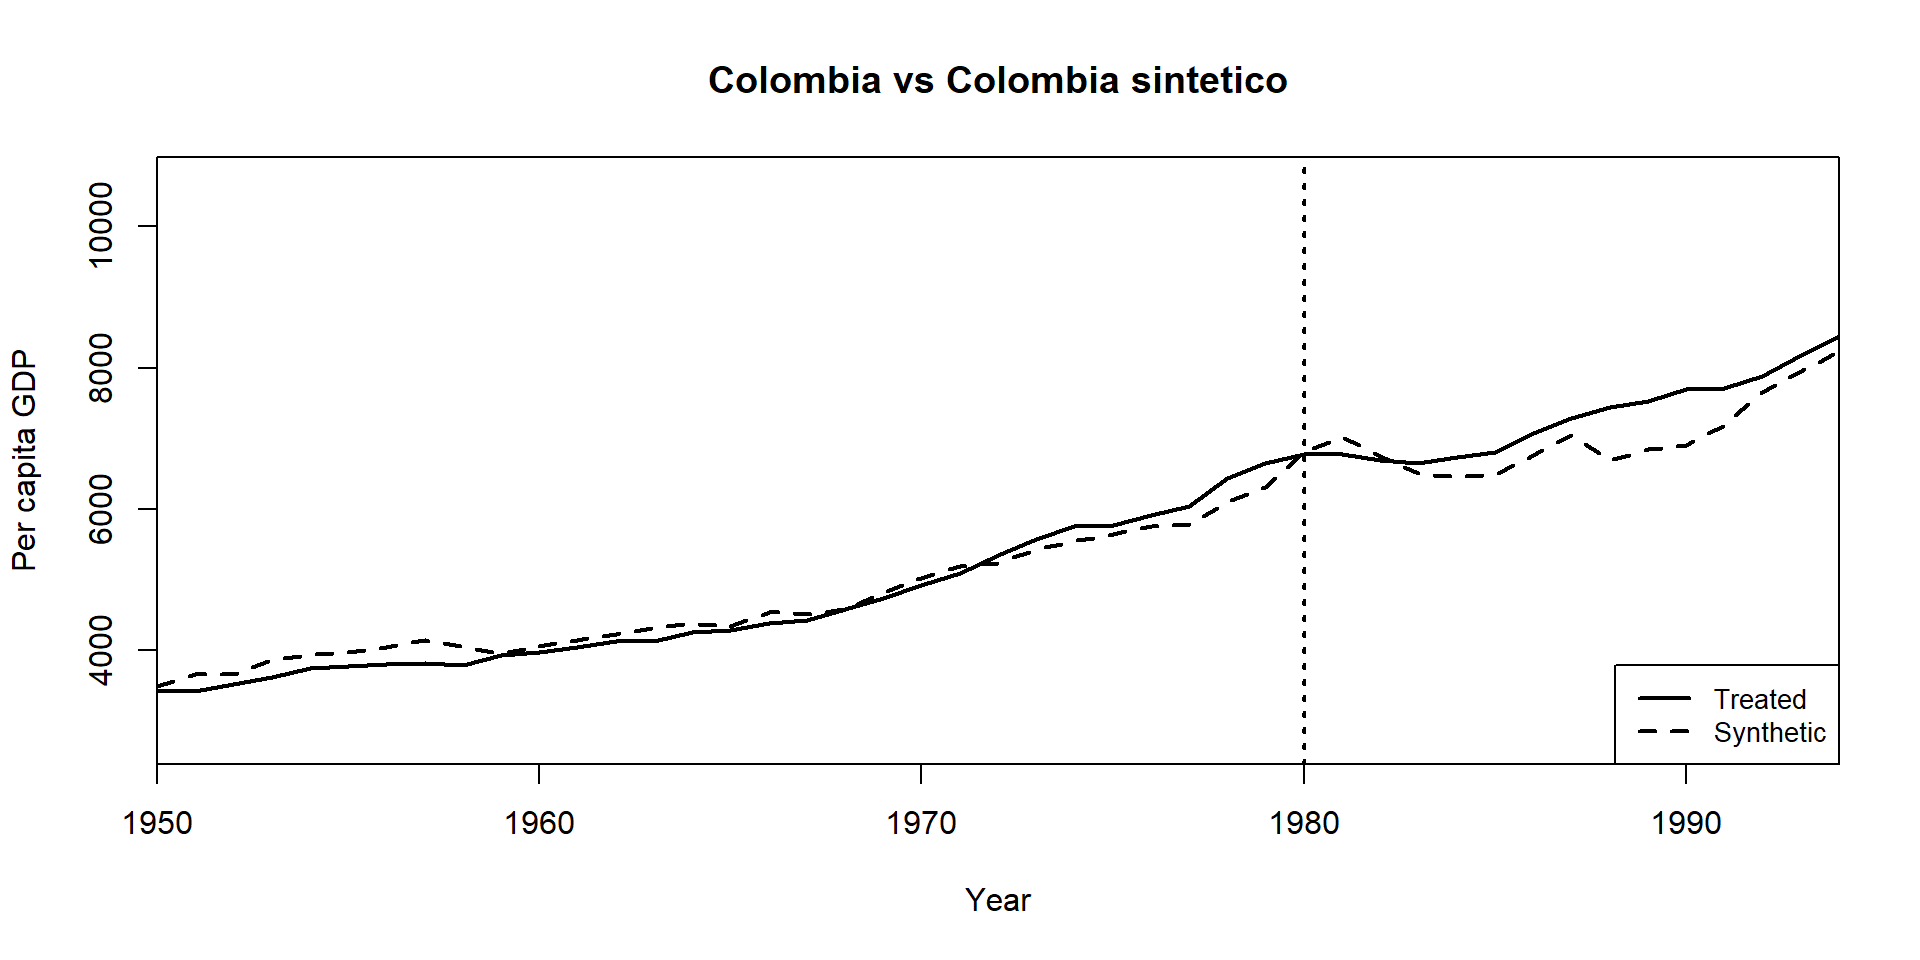 Colombia vs Colombia sintetico
Per capita GDP
10000
8000
6000
4000
1950 1960 1970 1980 1990
Year
Treated
Synthetic